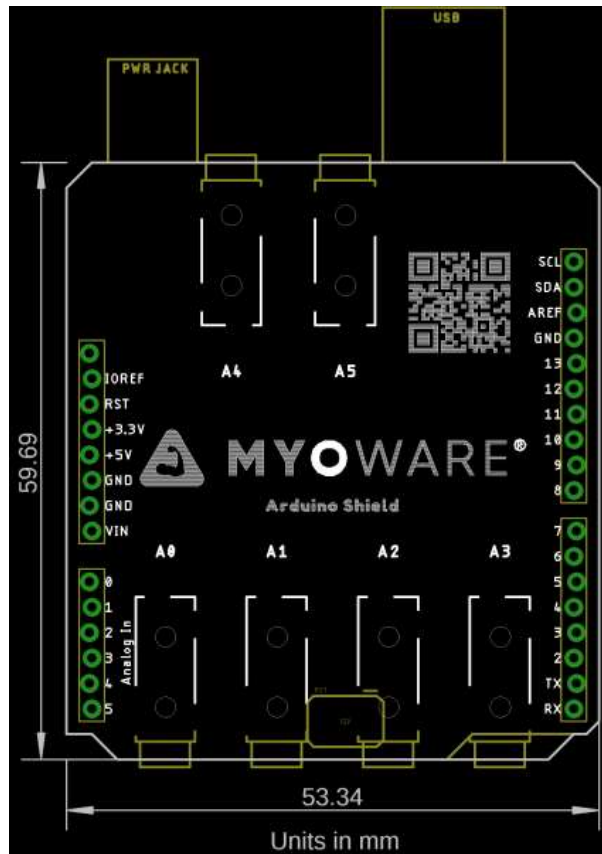 USB
PWR JACK
SCL
SDA
AREF
GND
13
12
11
10
9
8
A4
A5
IOREF
RST
+3.3V
+5V
GND
GND
VIN
MYOWARE®
Arduino Shield
59.69
A0
A1
A2
A3
7
6
5
4
3
2
TX
RX
0
1
2
3
4
5
Analog In
53.34
Units in mm